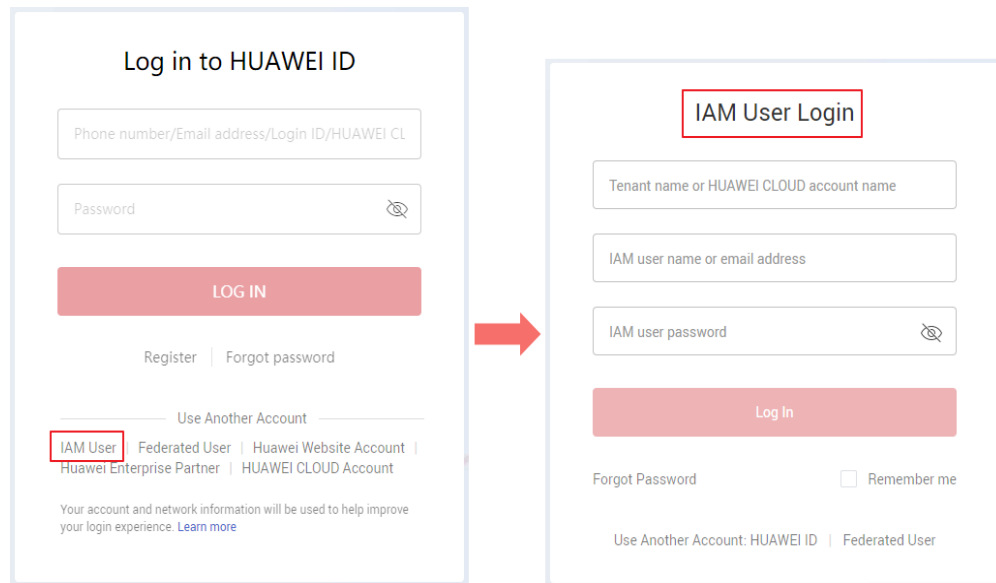 Log in to HUAWEI ID
Phone number/Email address/Login ID/HUAWEI CL
Password
LOG IN
Register | Forgot password
Use Another Account
IAM User | Federated User | Huawei Website Account |
Huawei Enterprise Partner | HUAWEI CLOUD Account
Your account and network information will be used to help improve
your login experience. Learn more
IAM User Login
Tenant name or HUAWEI CLOUD account name
IAM user name or email address
IAM user password
Log In
Forgot Password
Remember me
Use Another Account: HUAWEI ID | Federated User